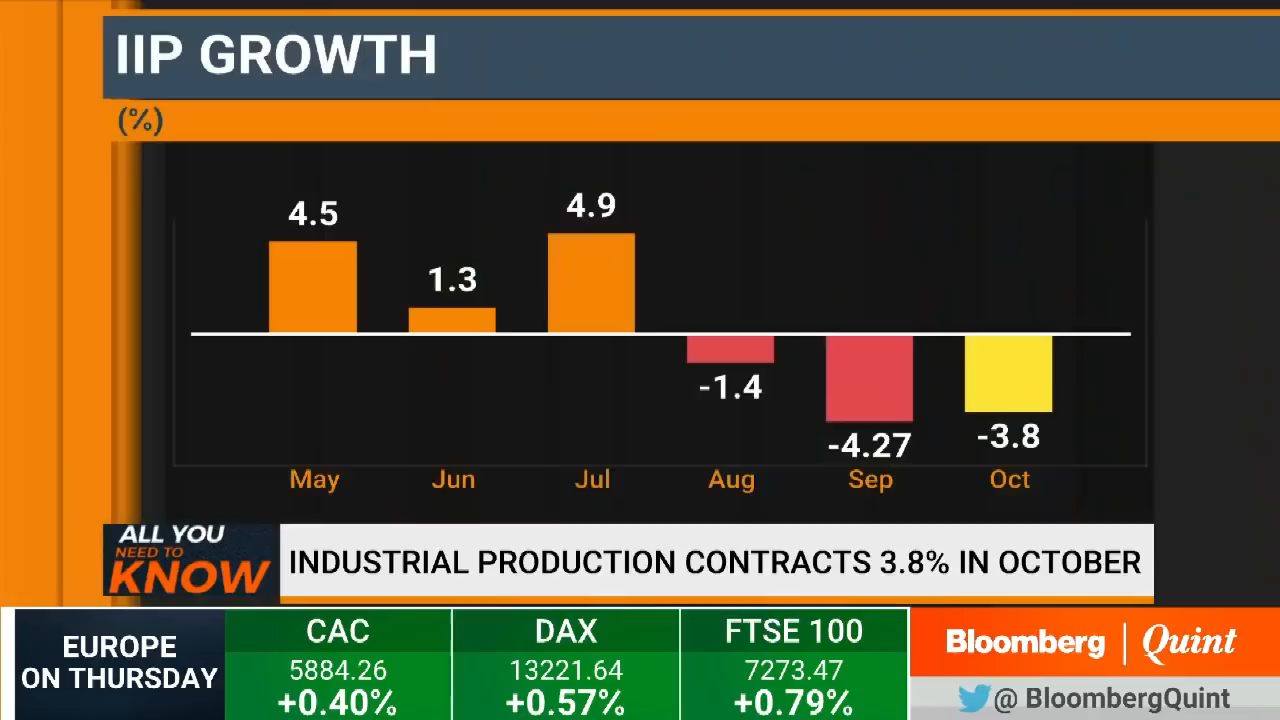 IIP GROWTH
(%)
4.5
1.3
4.9
-1.4
-4.27
-3.8
May Jun Jul Aug Sep Oct
ALL YOU
NEED TO
KNOW
INDUSTRIAL PRODUCTION CONTRACTS 3.8% IN OCTOBER
EUROPE
ON THURSDAY
CAC
5884.26
+0.40%
DAX
13221.64
+0.57%
FTSE 100
7273.47
+0.79%
Bloomberg | Quint
@ BloombergQuint